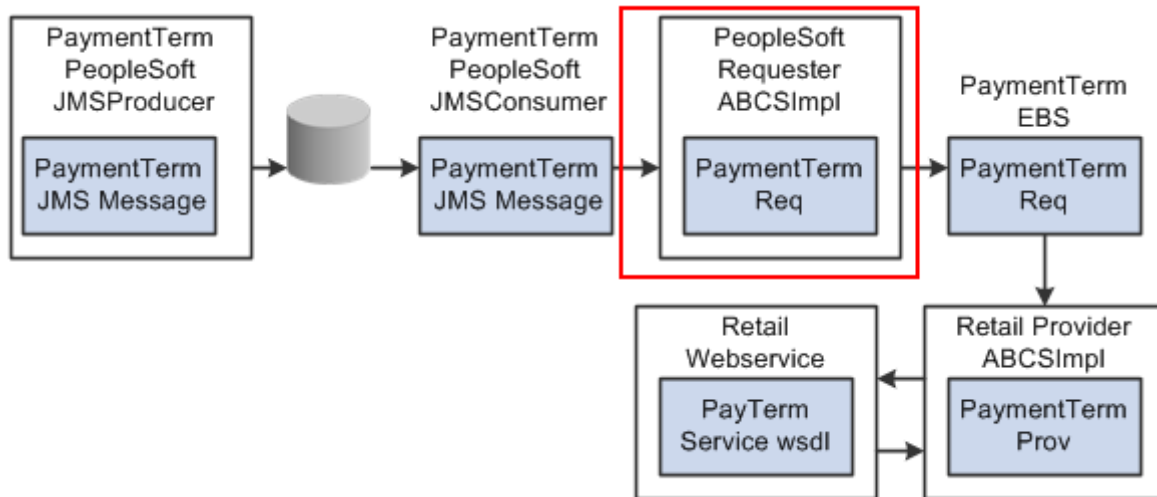 PaymentTerm
PeopleSoft
JMSProducer
PaymentTerm
JMS Message
PaymentTerm
PeopleSoft
JMSConsumer
PaymentTerm
JMS Message
PeopleSoft
Requester
ABCSImpl
PaymentTerm
Req
PaymentTerm
EBS
PaymentTerm
Req
Retail
Webservice
PayTerm
Service wsdl
Retail Provider
ABCSImpl
PaymentTerm
Prov